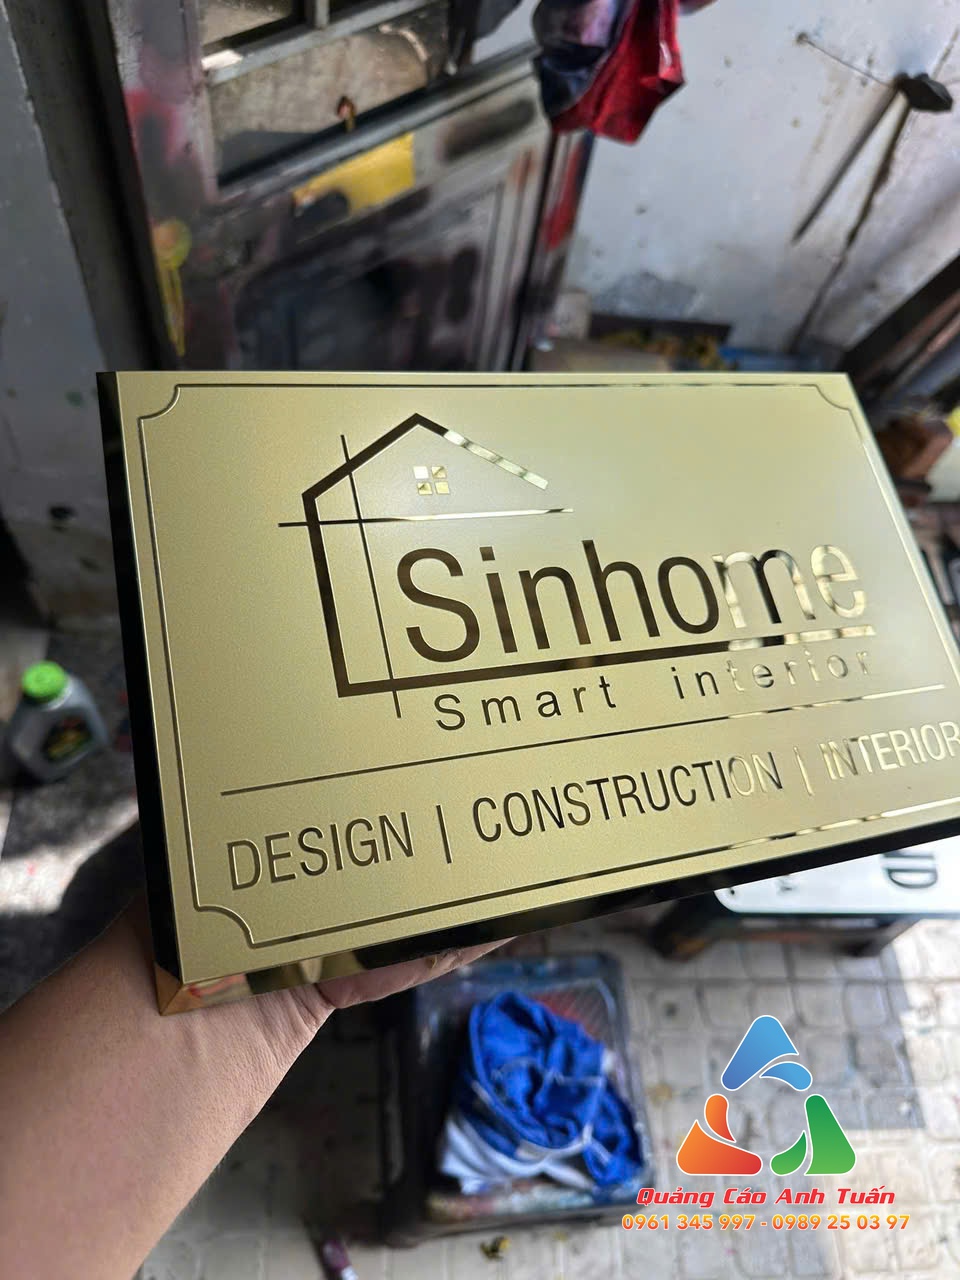 Sinhome
Smart interior
DESIGN | CONSTRUCTION | INTERIOR
Quảng Cáo Anh Tuấn
0961 345 997 - 0989 25 03 97